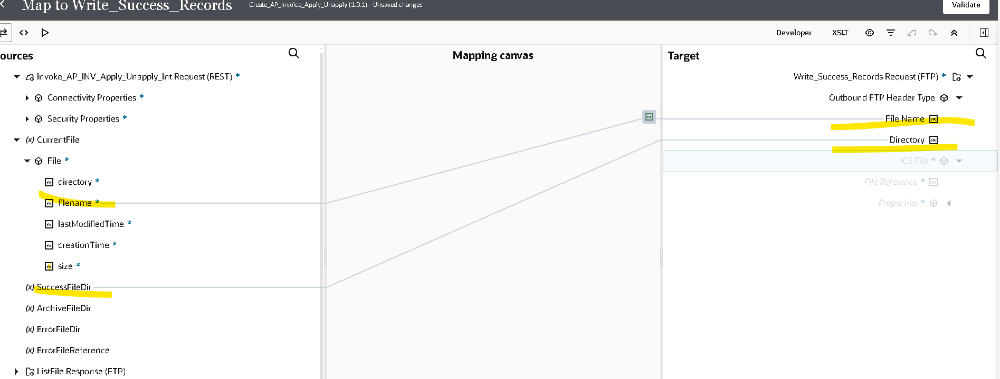 Map to Write_Success_Records
Create_AP_Invoice_Apply_Unapply (1.0.1) - Unsaved changes
Validate
Developer
XSLT
ources
Invoke_AP_INV_Apply_Unapply_Int Request (REST) *
Connectivity Properties *
Security Properties *
(x) CurrentFile
File *
directory *
filename *
lastModifiedTime *
creationTime *
size *
(x) SuccessFileDir
(x) ArchiveFileDir
(x) ErrorFileDir
(x) ErrorFileReference
ListFile Response (FTP)
Mapping canvas
Target
Write_Success_Records Request (FTP) *
Outbound FTP Header Type
File Name
Directory
ICS File *
File Reference *
Properties *